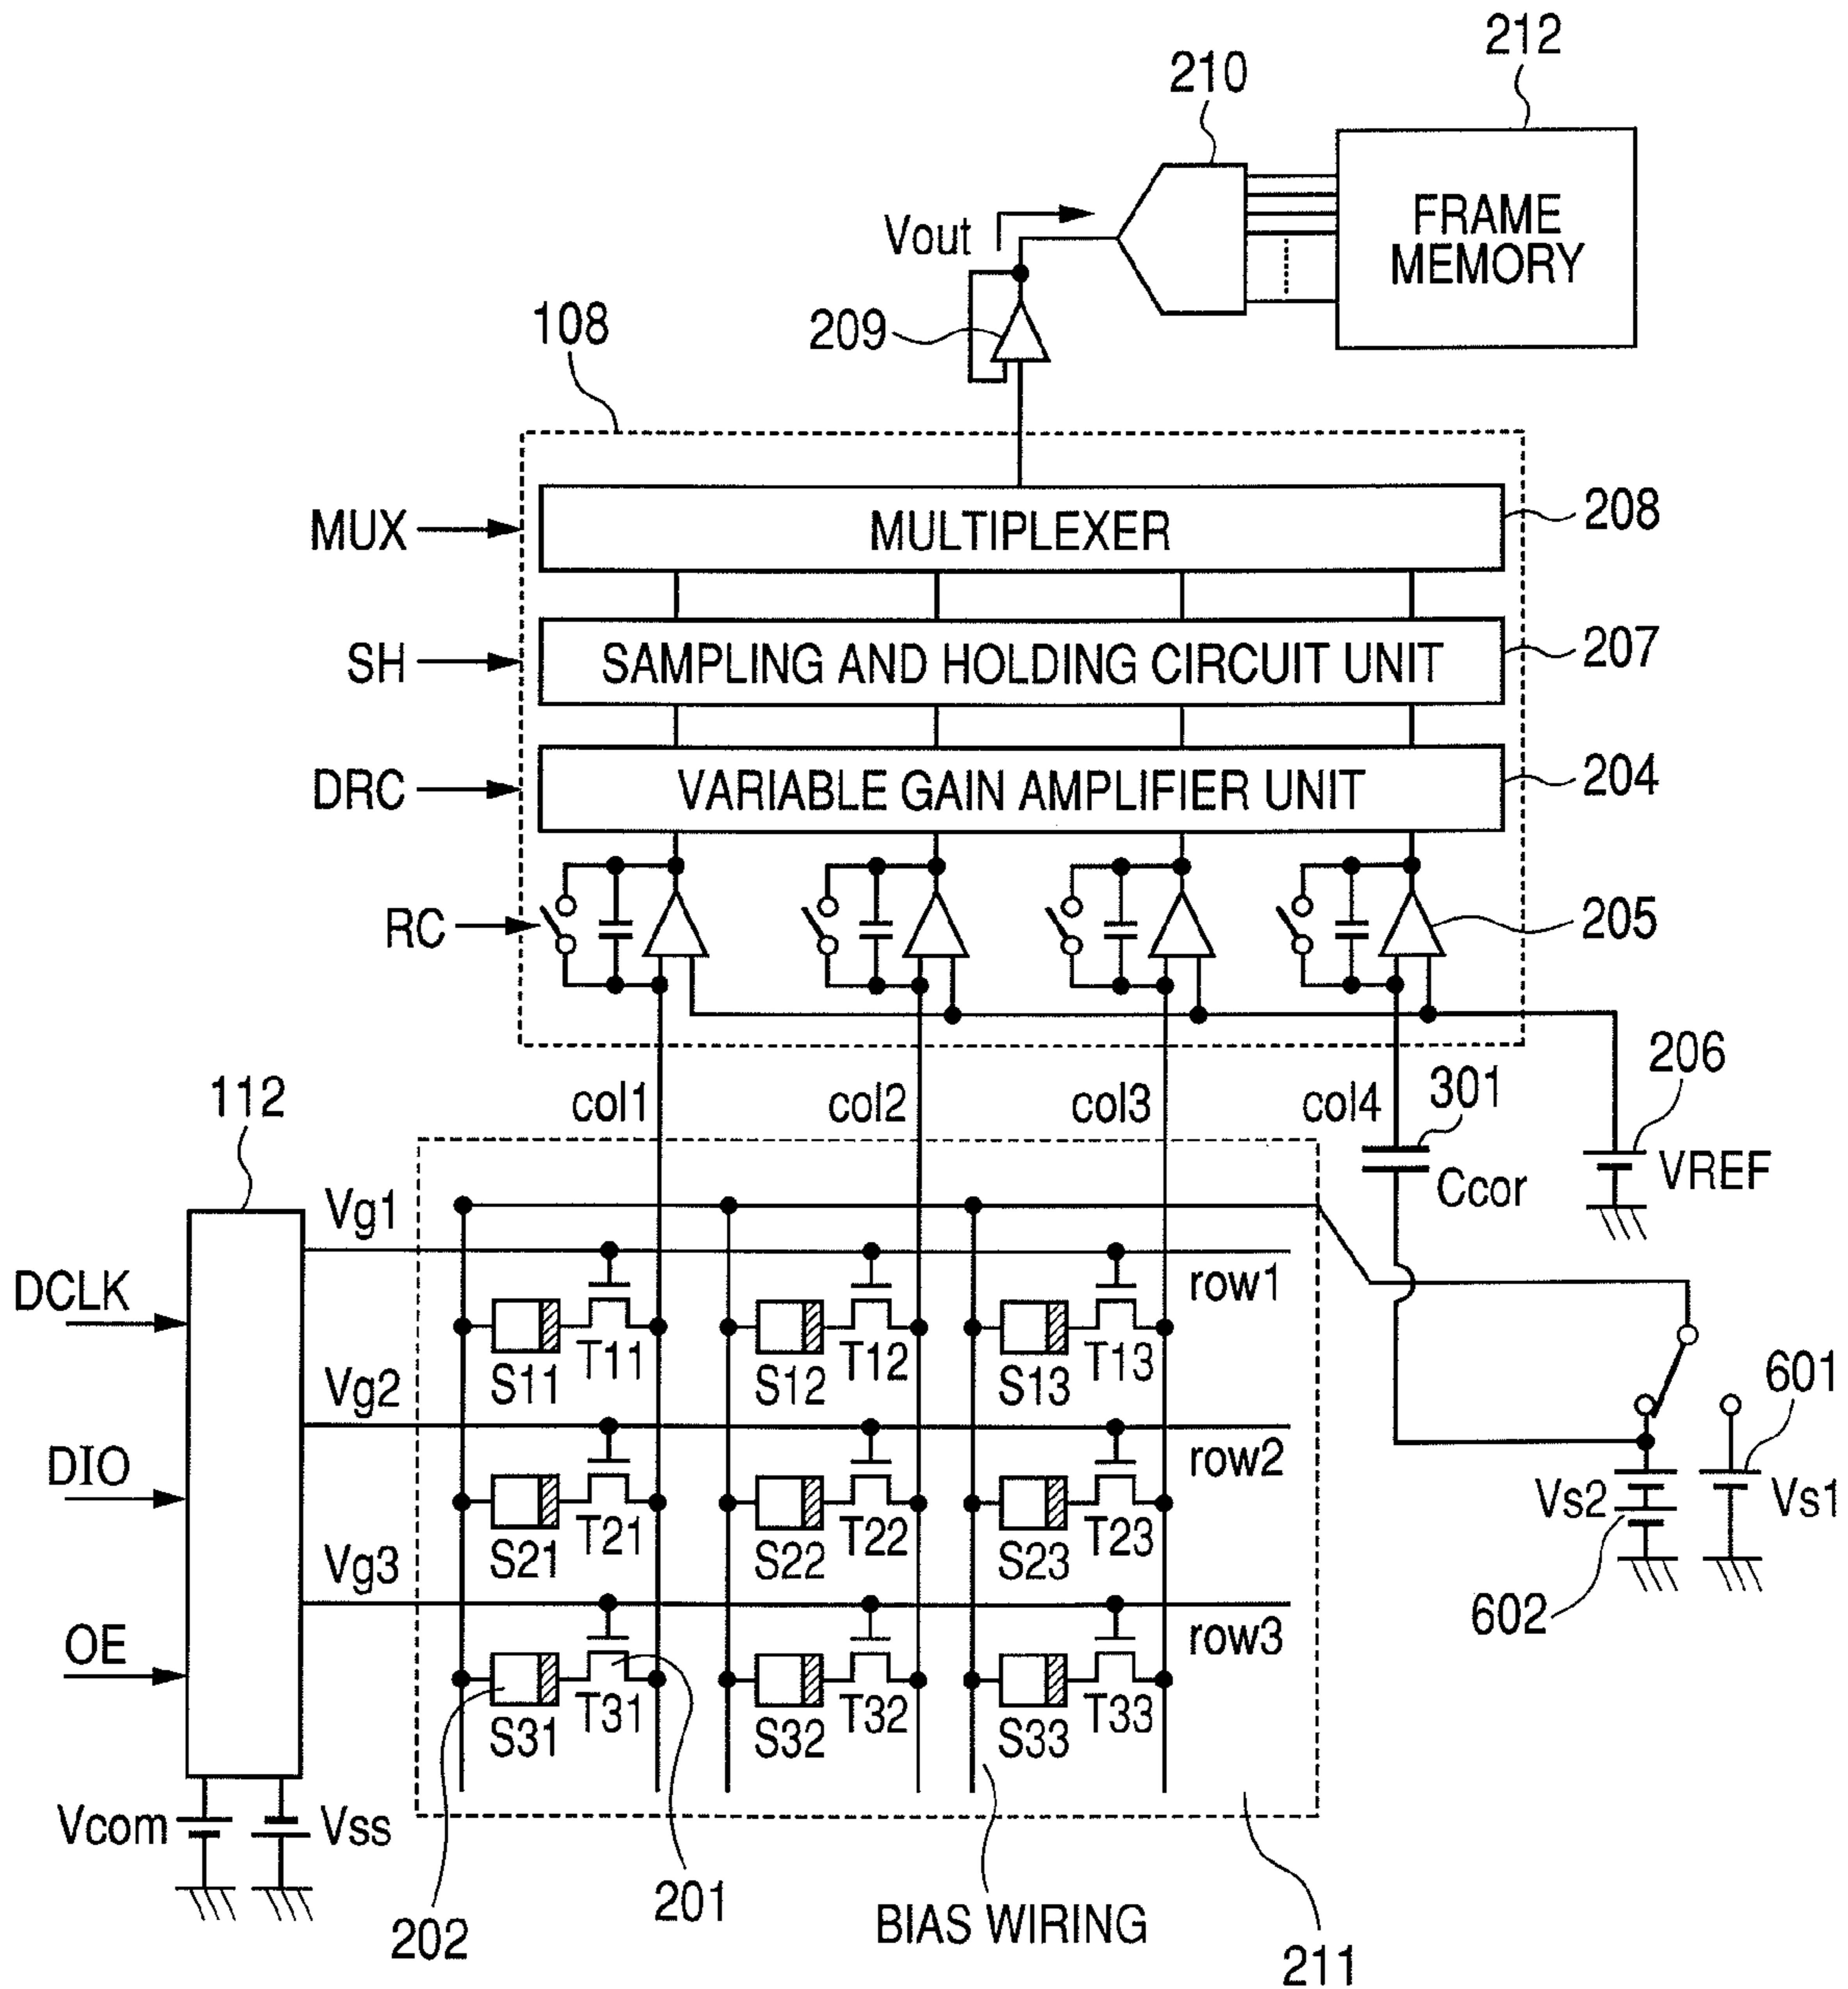 212
210
FRAME
MEMORY
Vout
209
108
MUX
MULTIPLEXER
208
SH
SAMPLING AND HOLDING CIRCUIT UNIT
207
DRC
VARIABLE GAIN AMPLIFIER UNIT
204
RC
205
206
112
col1
col2
col3
col4
301
VREF
Ccor
Vg1
DCLK
row1
T11
T12
T13
S11
S12
S13
601
Vg2
DIO
row2
Vs2
Vs1
T21
T22
T23
S21
S22
S23
Vg3
602
OE
row3
T31
T32
T33
S31
S32
S33
Vcom
Vss
201
202
BIAS WIRING
211